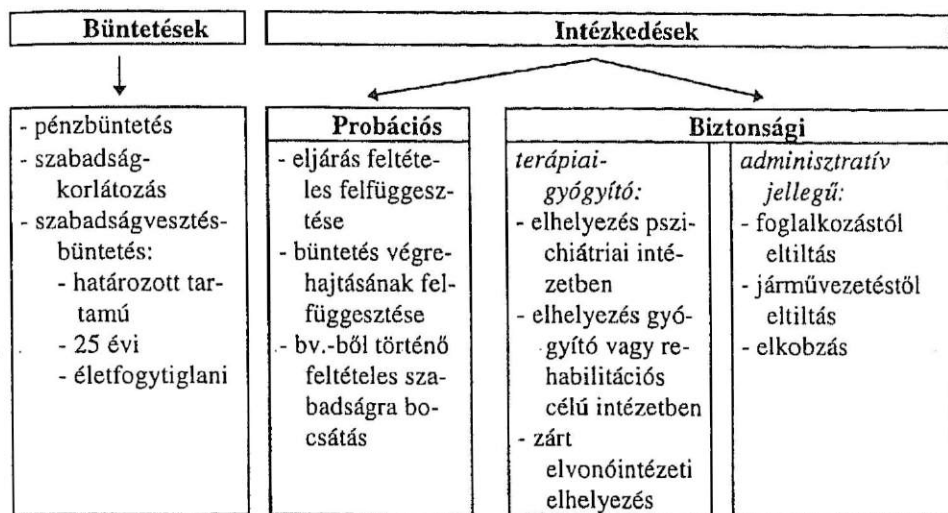 Büntetések
Intézkedések
- pénzbüntetés
- szabadság-
korlátozás
- szabadságvesztés-
büntetés:
- határozott tar-
tamú
- 25 évi
- életfogytiglani
Probációs
- eljárás feltéte-
les felfüggesz-
tése
- büntetés végre-
hajtásának fel-
függesztése
- bv.-ből történő
feltételes sza-
badságra bo-
csátás
Biztonsági
terápiai-
gyógyító:
- elhelyezés pszi-
chiátriai inté-
zetben
- elhelyezés gyó-
gyító vagy re-
habilitációs
célú intézetben
- zárt
elvonóintézeti
elhelyezés
adminisztratív
jellegű:
- foglalkozástól
eltiltás
- járművezetéstől
eltiltás
- elkobzás